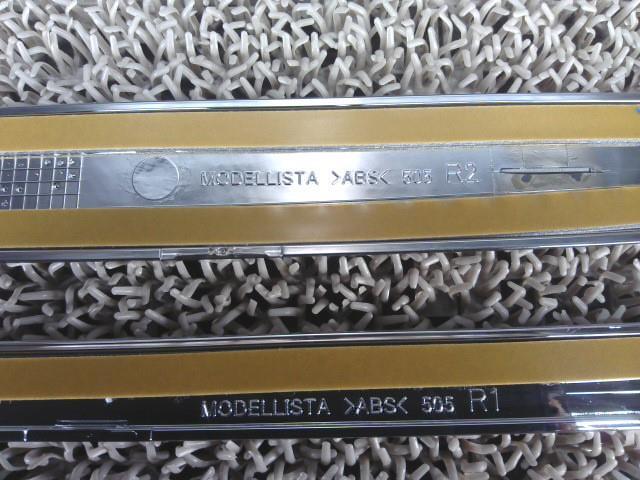 MODELLISTA >ABS< 505 R2
MODELLISTA >ABS< 505 R1